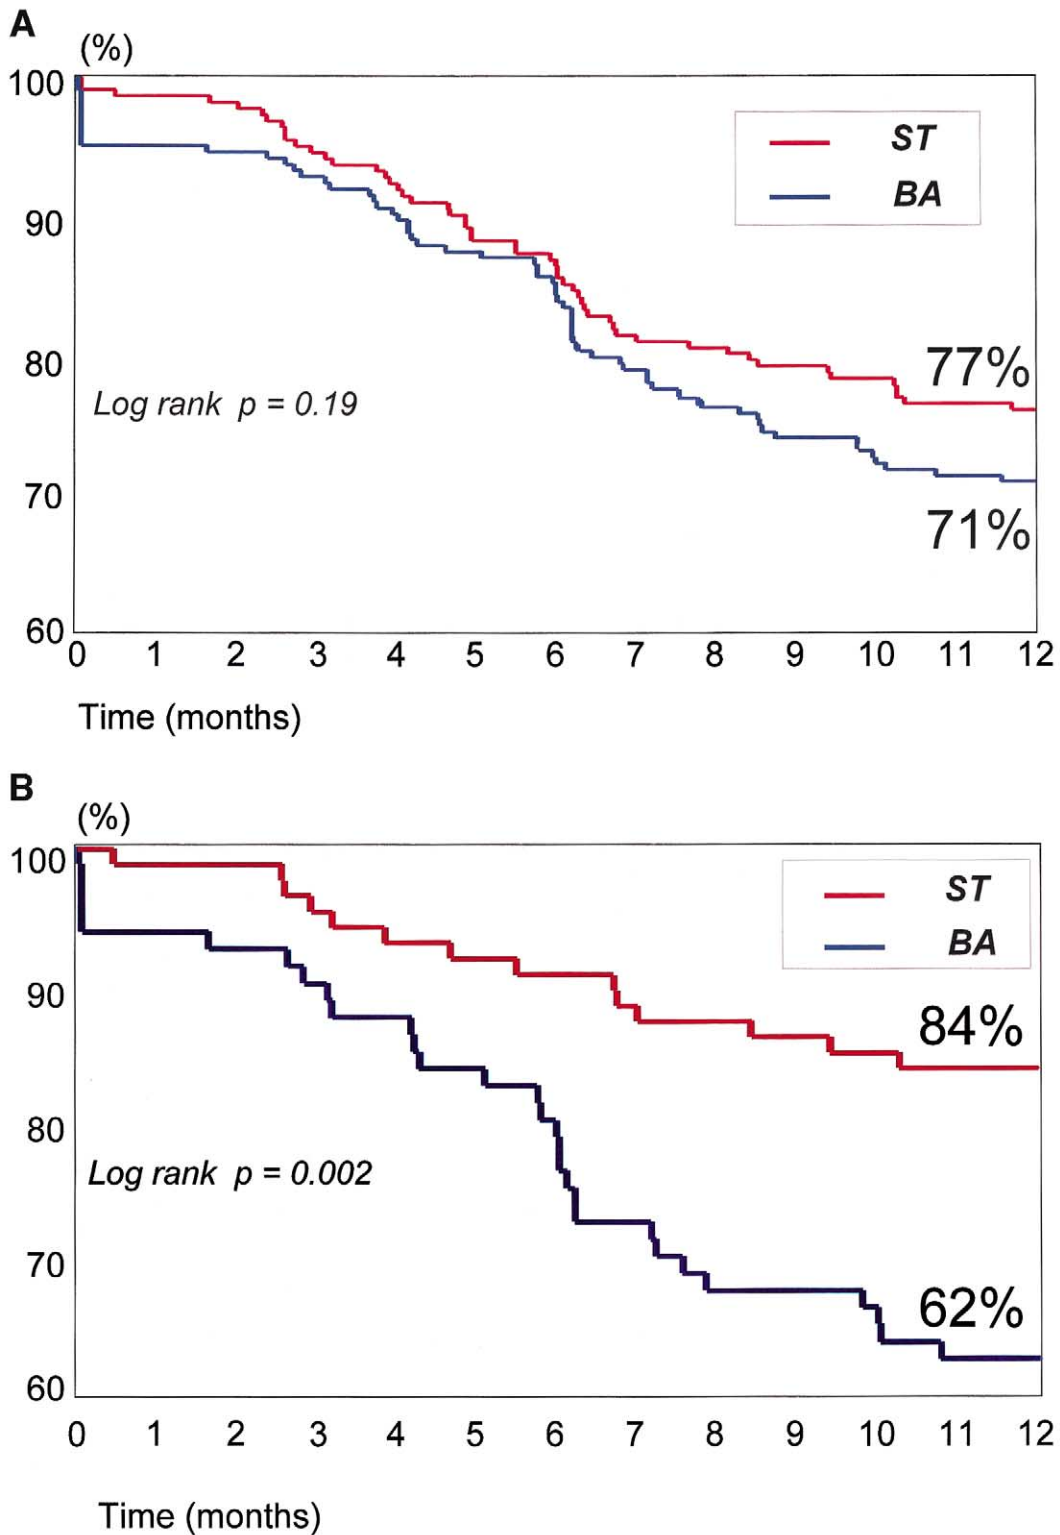 A
(%)
100
90
80
70
60
ST
BA
77%
71%
Log rank p = 0.19
0 1 2 3 4 5 6 7 8 9 10 11 12
Time (months)
B
(%)
100
90
80
70
60
ST
BA
84%
62%
Log rank p = 0.002
0 1 2 3 4 5 6 7 8 9 10 11 12
Time (months)